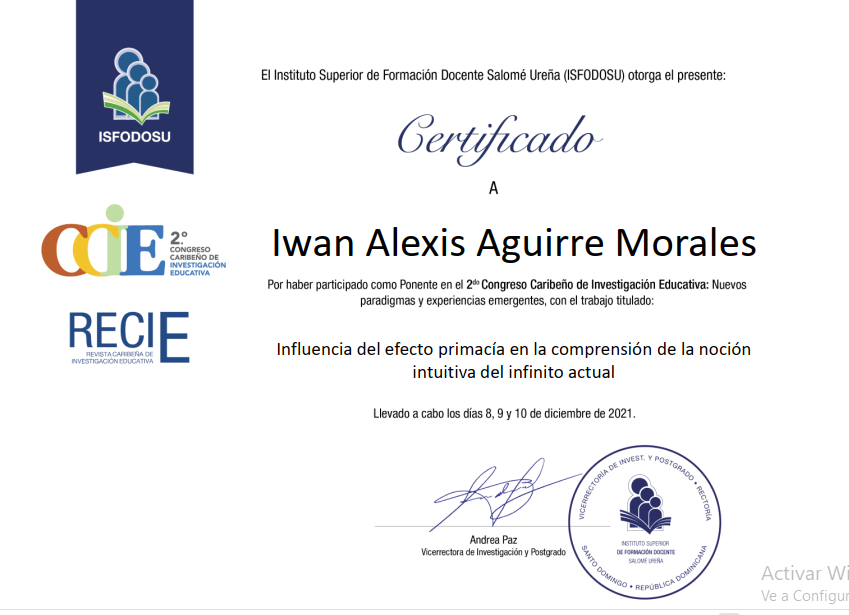 ISFODOSU
El Instituto Superior de Formación Docente Salomé Ureña (ISFODOSU) otorga el presente:
Certificado
A
CCIE
2.º
CONGRESO
CARIBEÑO DE
INVESTIGACIÓN
EDUCATIVA
Iwan Alexis Aguirre Morales
Por haber participado como Ponente en el 2do Congreso Caribeño de Investigación Educativa: Nuevos
paradigmas y experiencias emergentes, con el trabajo titulado:
RECIE
REVISTA CARIBEÑA DE
INVESTIGACIÓN EDUCATIVA
Influencia del efecto primacía en la comprensión de la noción
intuitiva del infinito actual
Llevado a cabo los días 8, 9 y 10 de diciembre de 2021.
Andrea Paz
Vicerrectora de Investigación y Postgrado
VICERRECTORÍA DE INVEST. Y POSTGRADO • RECTORÍA
INSTITUTO SUPERIOR
DE FORMACIÓN DOCENTE
SALOMÉ UREÑA
SANTO DOMINGO • REPÚBLICA DOMINICANA
Activar Wi
Ve a Configur